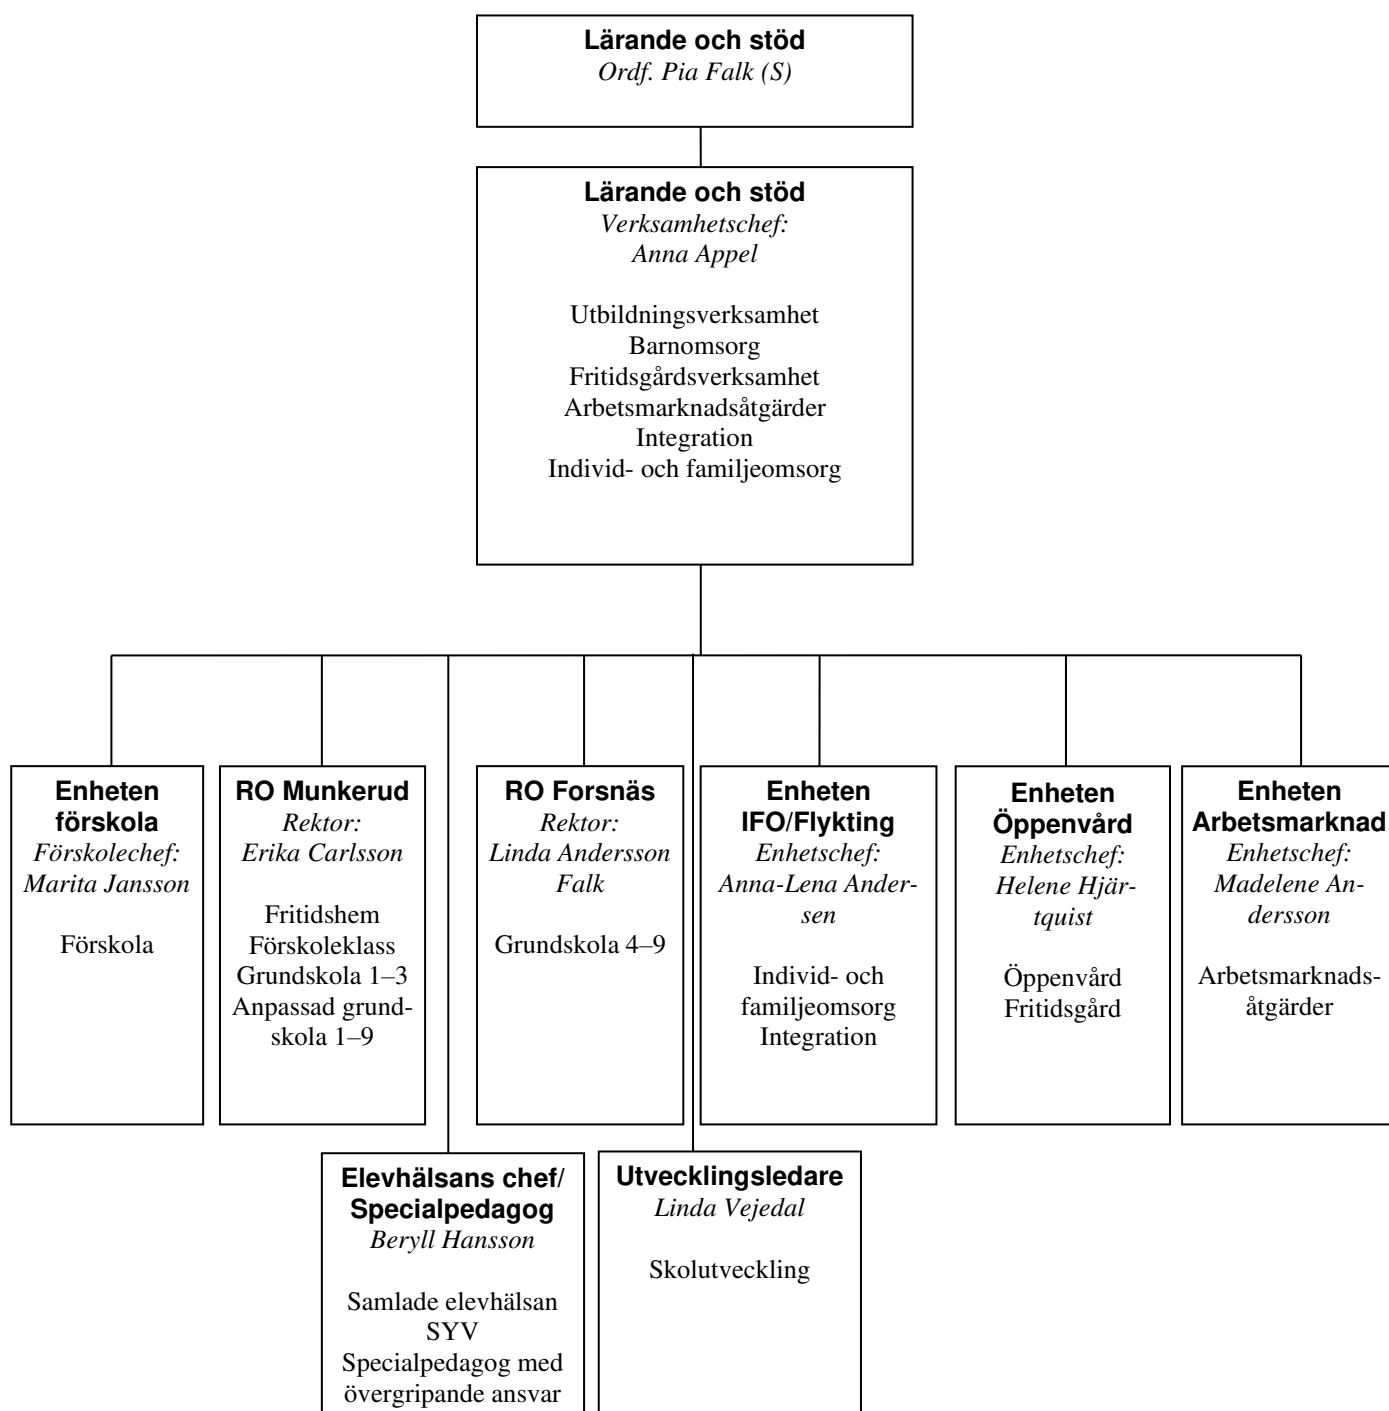 Lärande och stöd
Ordf. Pia Falk (S)
Lärande och stöd
Verksamhetschef:
Anna Appel
Utbildningsverksamhet
Barnomsorg
Fritidsgårdsverksamhet
Arbetsmarknadsåtgärder
Integration
Individ- och familjeomsorg
Enheten
förskola
Förskolechef:
Marita Jansson
Förskola
RO Munkerud
Rektor:
Erika Carlsson
Fritidshem
Förskoleklass
Grundskola 1–3
Anpassad grund-
skola 1–9
RO Forsnäs
Rektor:
Linda Andersson
Falk
Grundskola 4–9
Enheten
IFO/Flykting
Enhetschef:
Anna-Lena Ander-
sen
Individ- och
familjeomsorg
Integration
Enheten
Öppenvård
Enhetschef:
Helene Hjär-
tquist
Öppenvård
Fritidsgård
Enheten
Arbetsmarknad
Enhetschef:
Madelene An-
dersson
Arbetsmarknads-
åtgärder
Elevhälsans chef/
Specialpedagog
Beryll Hansson
Samlade elevhälsan
SYV
Specialpedagog med
övergripande ansvar
Utvecklingsledare
Linda Vejedal
Skolutveckling